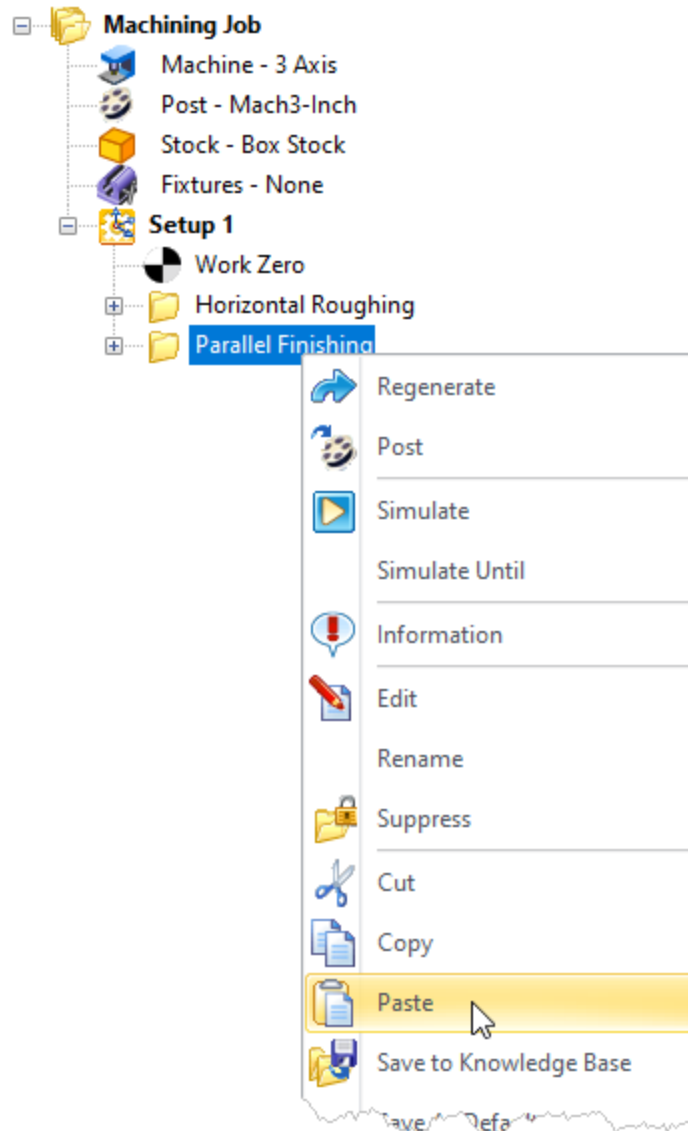 Machining Job
Machine - 3 Axis
Post - Mach3-Inch
Stock - Box Stock
Fixtures - None
Setup 1
Work Zero
Horizontal Roughing
Parallel Finishing
Regenerate
Post
Simulate
Simulate Until
Information
Edit
Rename
Suppress
Cut
Copy
Paste
Save to Knowledge Base